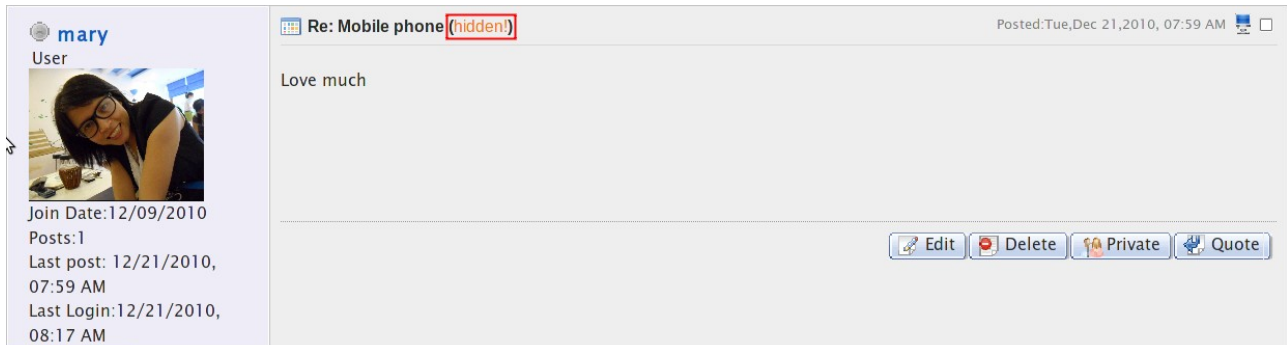 mary
User
Join Date:12/09/2010
Posts:1
Last post: 12/21/2010,
07:59 AM
Last Login:12/21/2010,
08:17 AM
Re: Mobile phone (hidden!)
Posted:Tue,Dec 21,2010, 07:59 AM
Love much
Edit Delete Private Quote